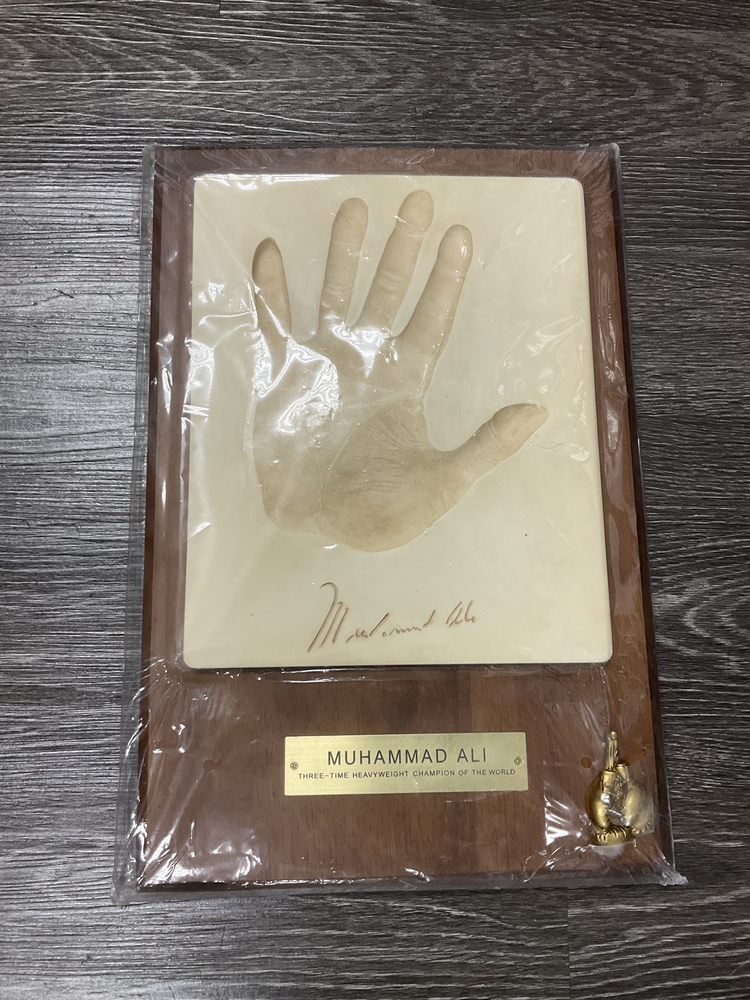 Muhammad Ali
MUHAMMAD ALI
THREE-TIME HEAVYWEIGHT CHAMPION OF THE WORLD